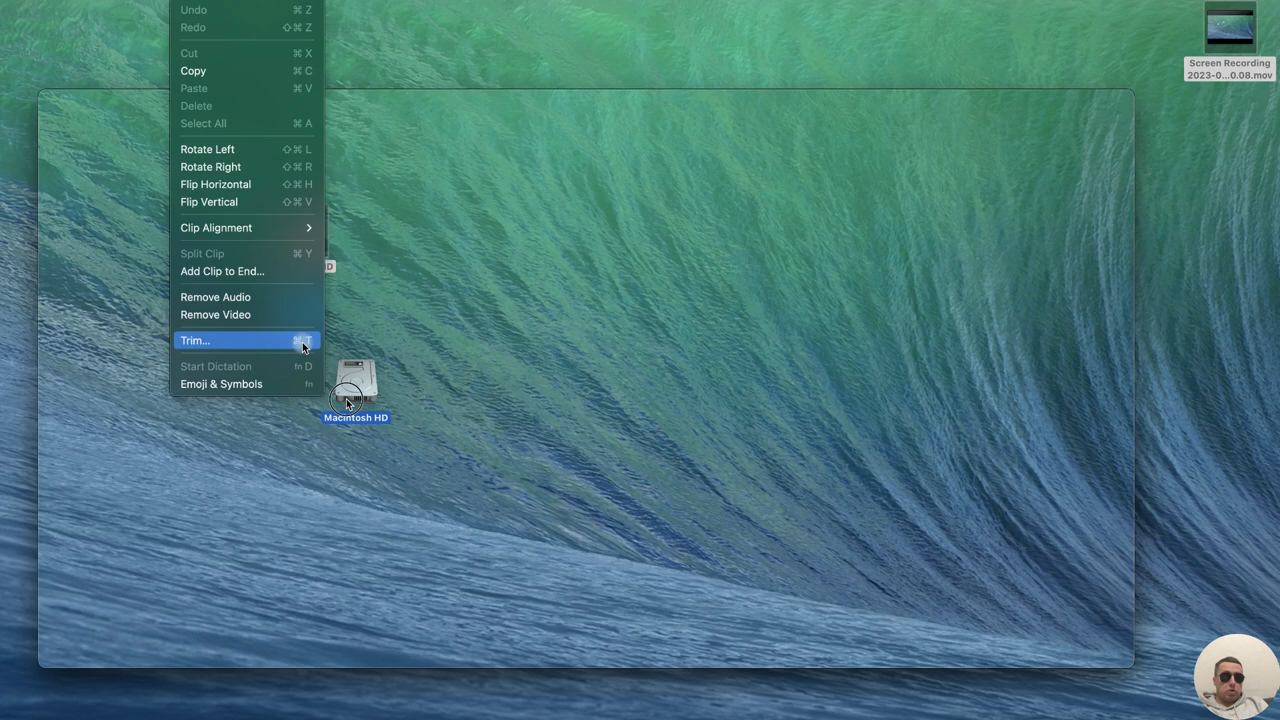 Undo ⌘ Z
Redo ⇧⌘ Z
Cut ⌘ X
Copy ⌘ C
Paste ⌘ V
Delete
Select All ⌘ A
Rotate Left ⇧⌘ L
Rotate Right ⇧⌘ R
Flip Horizontal ⇧⌘ H
Flip Vertical ⇧⌘ V
Clip Alignment
Split Clip ⌘ Y
Add Clip to End...
Remove Audio
Remove Video
Trim... ⌘ T
Start Dictation fn D
Emoji & Symbols fn
D
Macintosh HD
Screen Recording
2023-0...0.08.mov